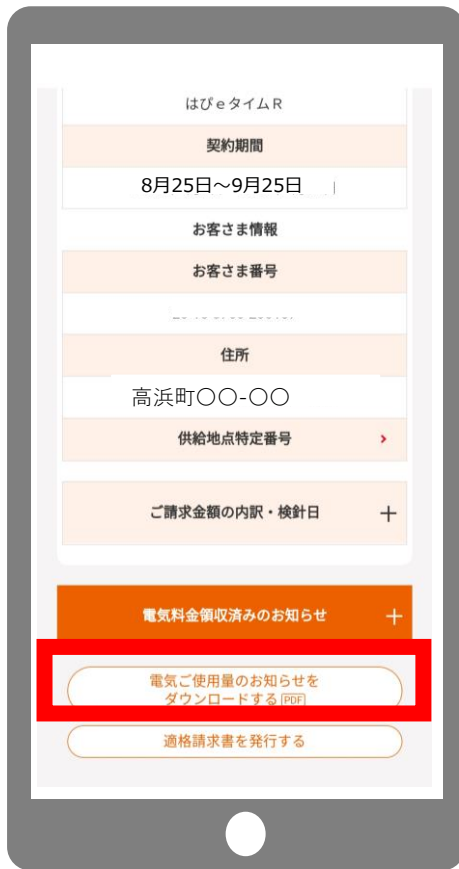 はぴeタイムR
契約期間
8月25日～9月25日
お客さま情報
お客さま番号
住所
高浜町〇〇-〇〇
供給地点特定番号
ご請求金額の内訳・検針日
電気料金領収済みのお知らせ
電気ご使用量のお知らせを
ダウンロードする PDF
適格請求書を発行する